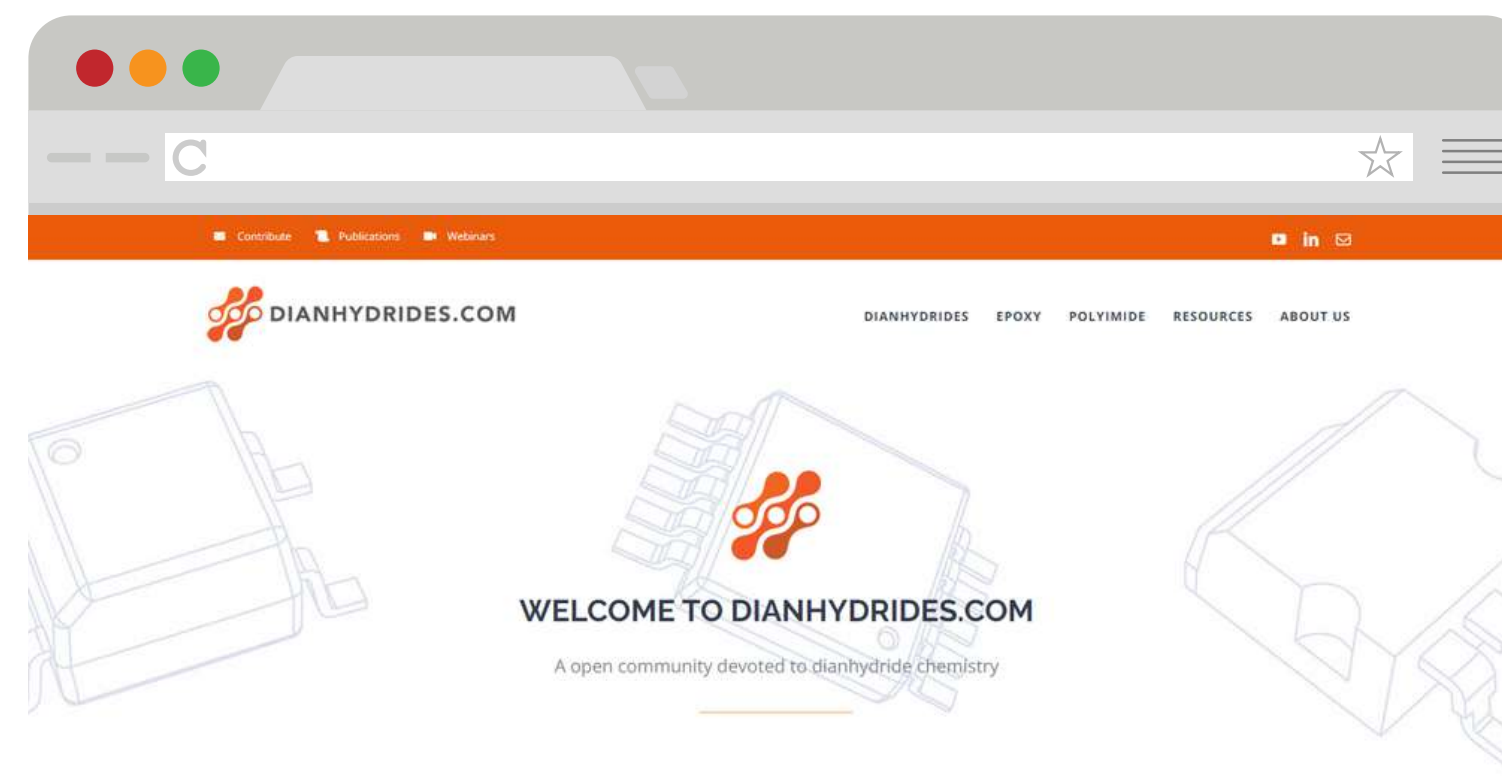 Contribute Publications Webinars
in
DIANHYDRIDES.COM
DIANHYDRIDES EPOXY POLYIMIDE RESOURCES ABOUT US
WELCOME TO DIANHYDRIDES.COM
A open community devoted to dianhydride chemistry